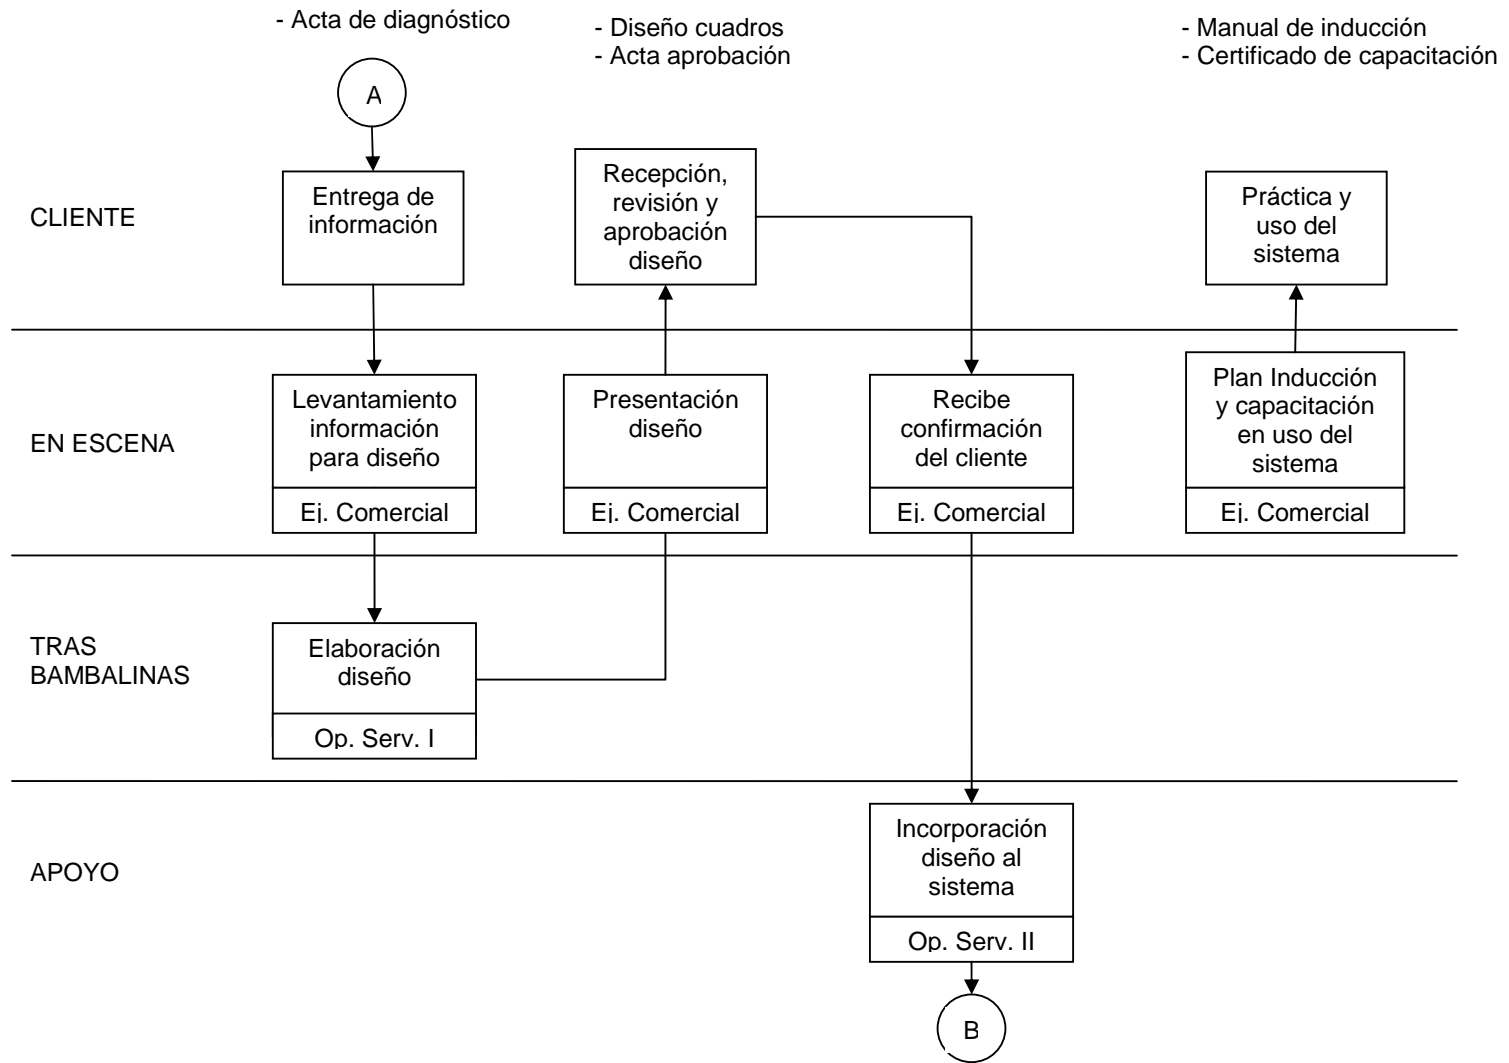 - Acta de diagnóstico
- Diseño cuadros
- Acta aprobación
- Manual de inducción
- Certificado de capacitación
A
CLIENTE
Entrega de
información
Recepción,
revisión y
aprobación
diseño
Práctica y
uso del
sistema
EN ESCENA
Levantamiento
información
para diseño
Ej. Comercial
Presentación
diseño
Ej. Comercial
Recibe
confirmación
del cliente
Ej. Comercial
Plan Inducción
y capacitación
en uso del
sistema
Ej. Comercial
TRAS
BAMBALINAS
Elaboración
diseño
Op. Serv. I
APOYO
Incorporación
diseño al
sistema
Op. Serv. II
B